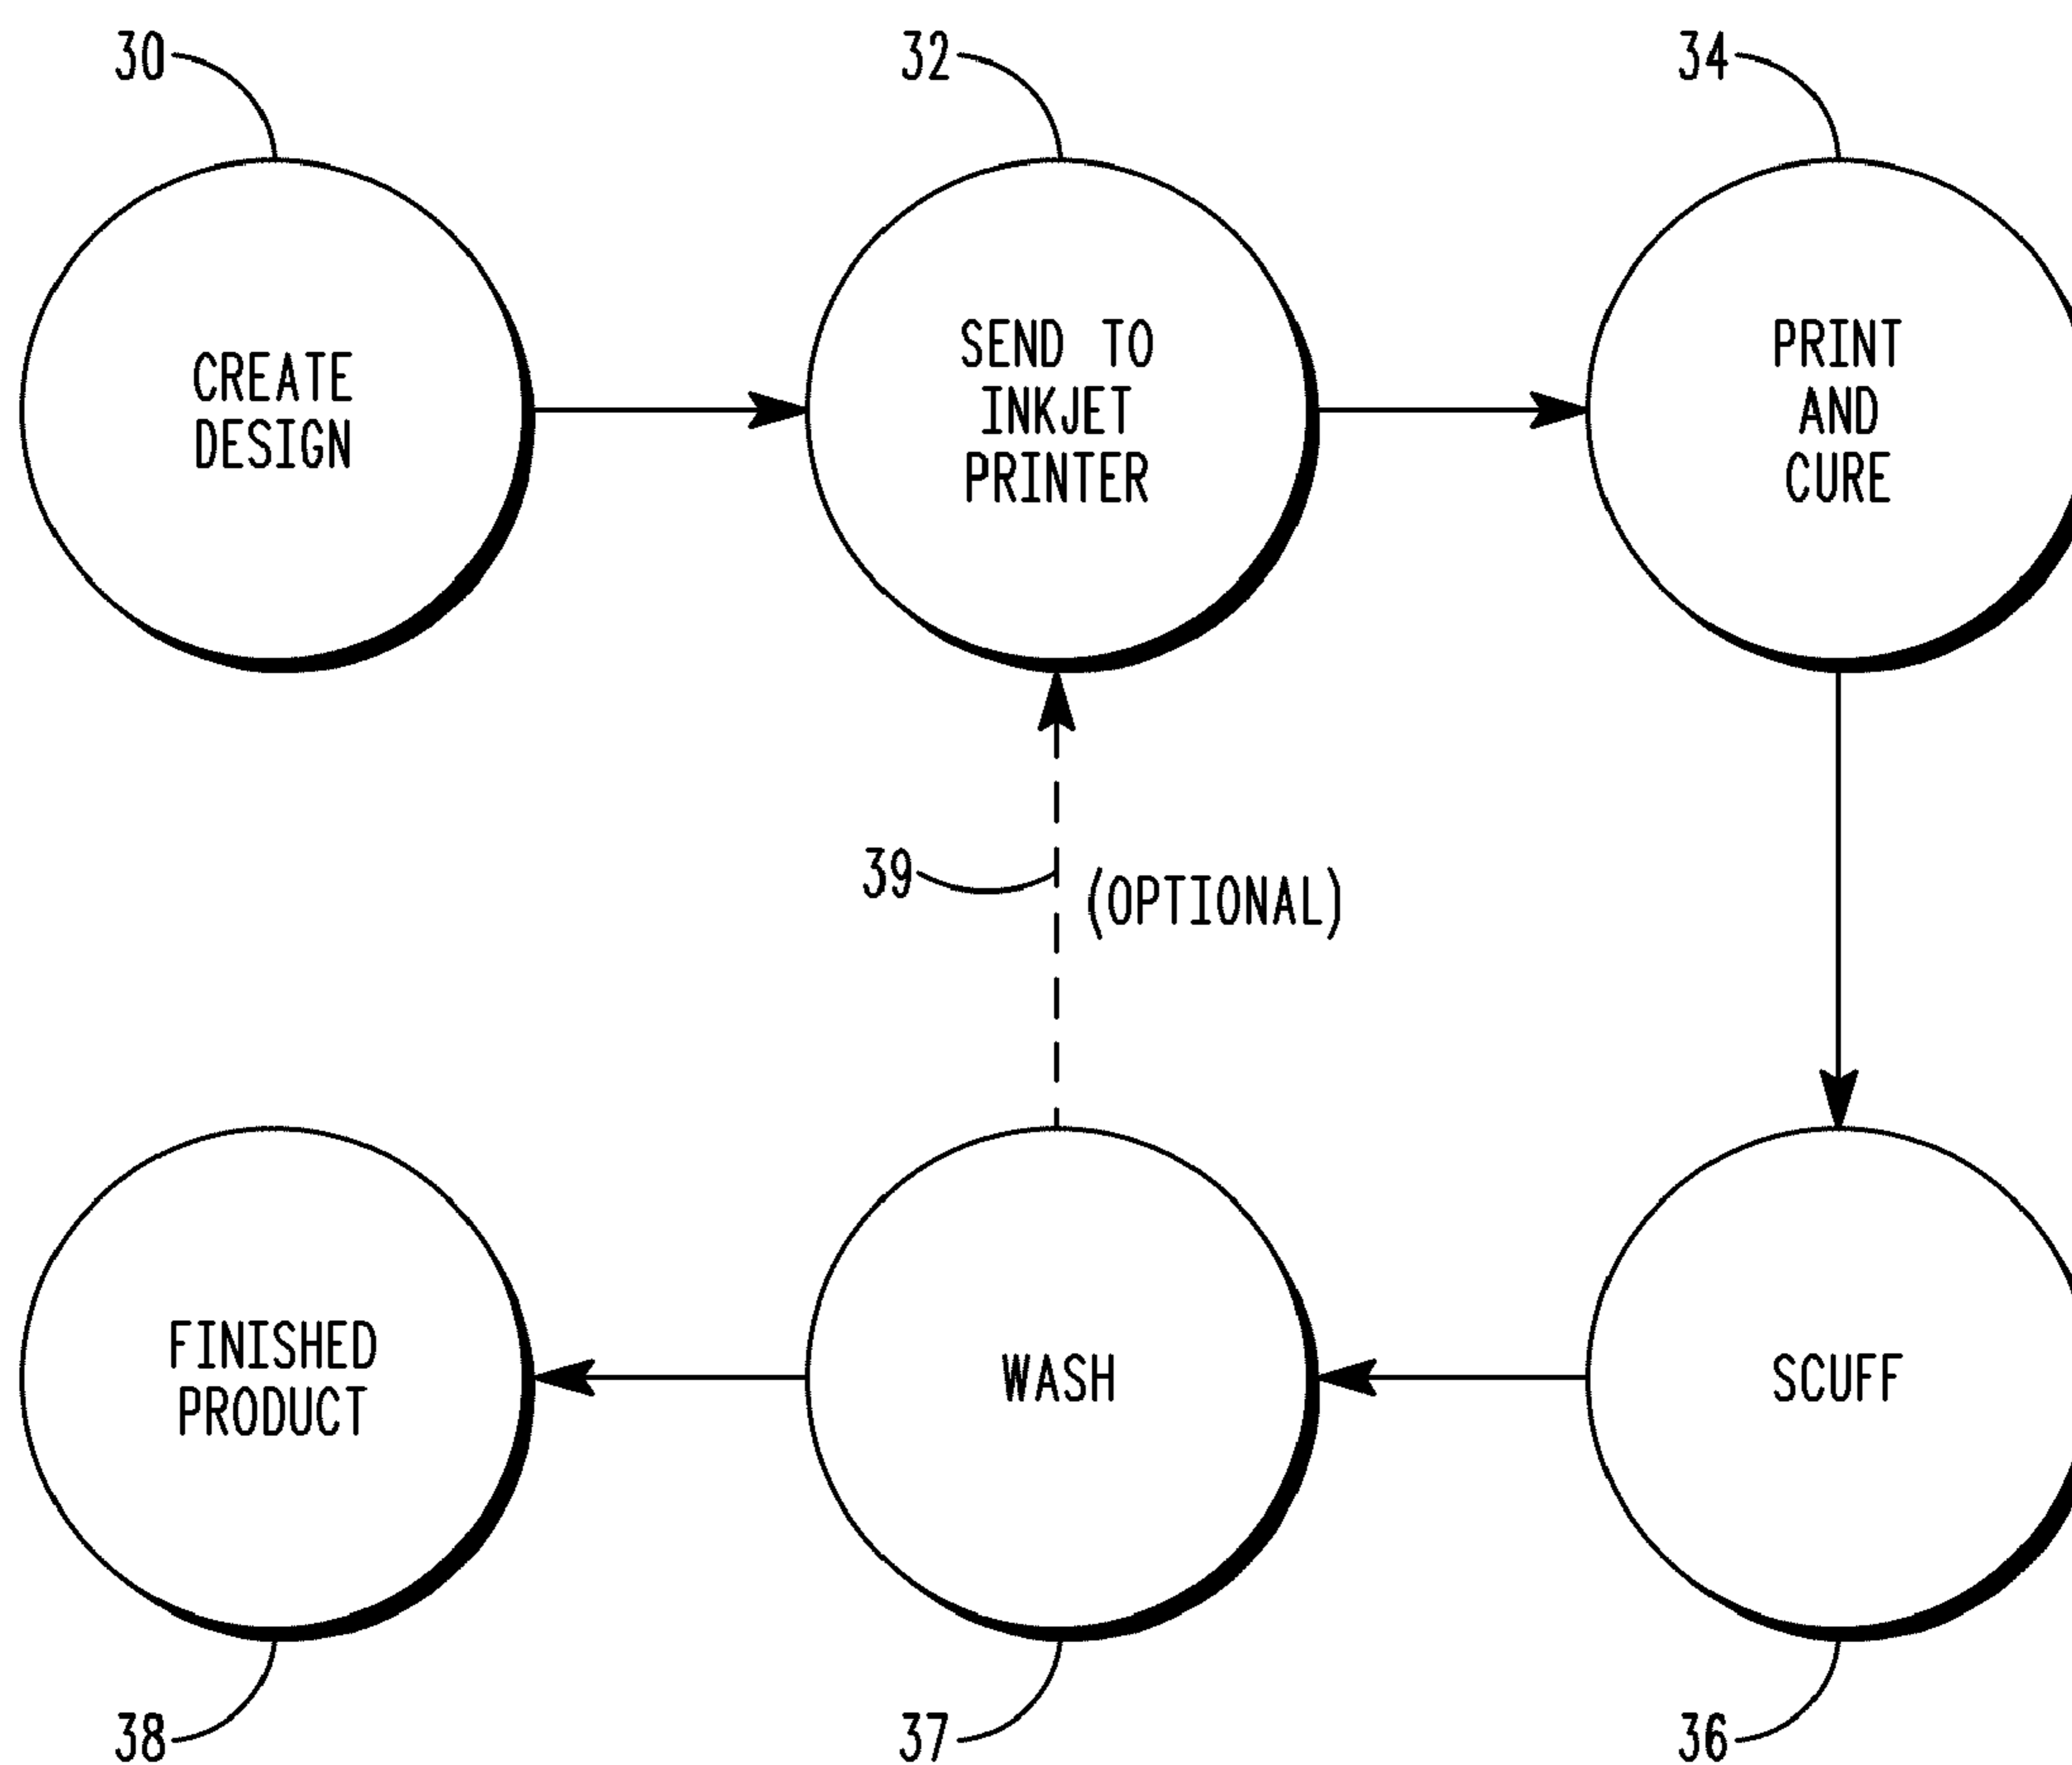 30
32
34
CREATE
DESIGN
SEND TO
INKJET
PRINTER
PRINT
AND
CURE
39
(OPTIONAL)
FINISHED
PRODUCT
WASH
SCUFF
38
37
36